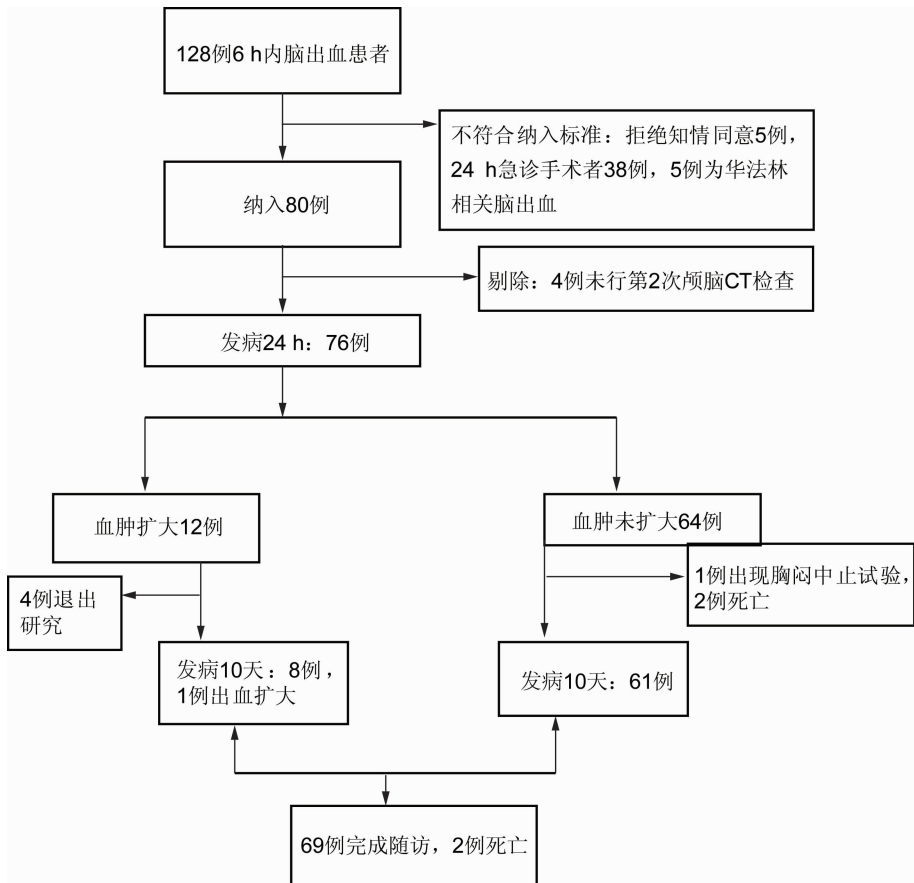 128例6 h内脑出血患者
不符合纳入标准：拒绝知情同意5例，
24 h急诊手术者38例，5例为华法林
相关脑出血
纳入80例
剔除：4例未行第2次颅脑CT检查
发病24 h：76例
血肿扩大12例
血肿未扩大64例
4例退出
研究
1例出现胸闷中止试验，
2例死亡
发病10天：8例，
1例出血扩大
发病10天：61例
69例完成随访，2例死亡